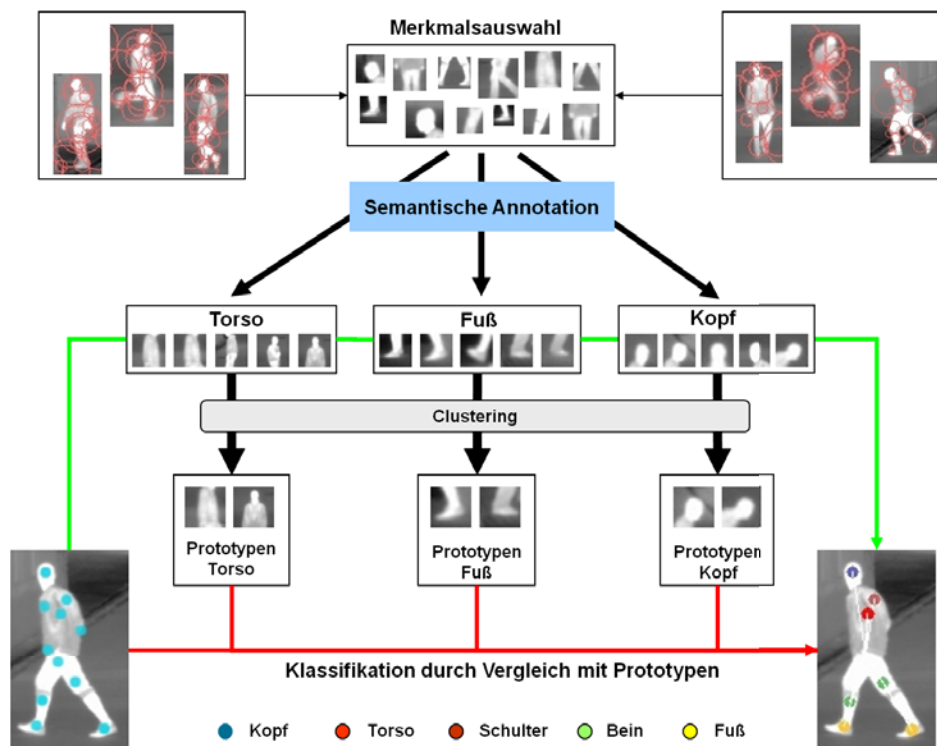 Merkmalsauswahl
Semantische Annotation
Torso
Fuß
Kopf
Clustering
Prototypen
Torso
Prototypen
Fuß
Prototypen
Kopf
Klassifikation durch Vergleich mit Prototypen
Kopf
Torso
Schulter
Bein
Fuß